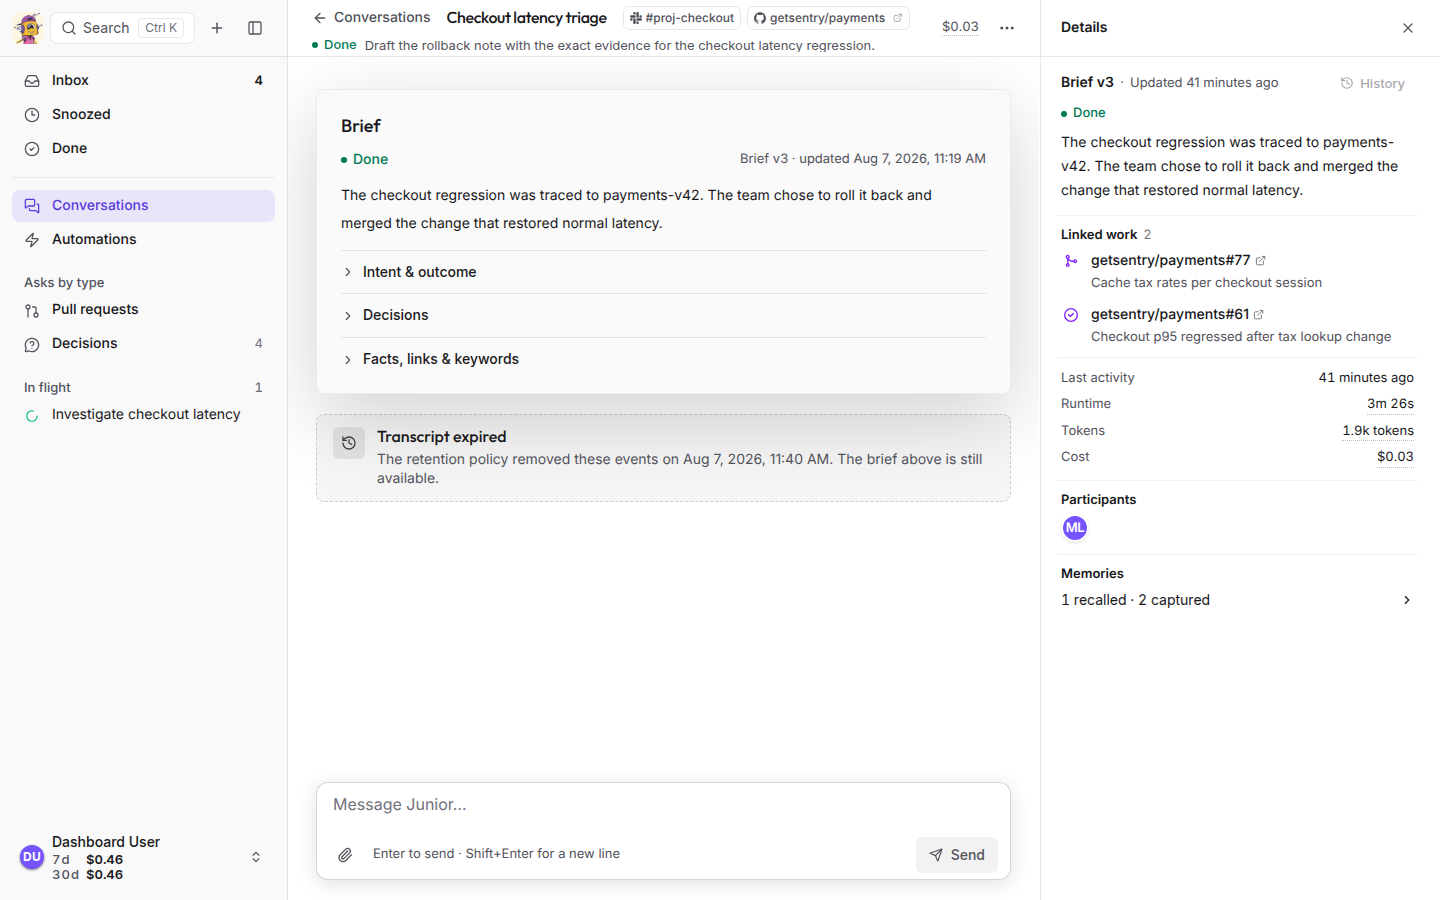 Search
Ctrl K
Inbox 4
Snoozed
Done
Conversations
Automations
Asks by type
Pull requests
Decisions 4
In flight 1
Investigate checkout latency
DU
Dashboard User
7d $0.46
30d $0.46
Conversations
Checkout latency triage
#proj-checkout
getsentry/payments
$0.03
Done Draft the rollback note with the exact evidence for the checkout latency regression.
Brief
Done
Brief v3 · updated Aug 7, 2026, 11:19 AM
The checkout regression was traced to payments-v42. The team chose to roll it back and
merged the change that restored normal latency.
Intent & outcome
Decisions
Facts, links & keywords
Transcript expired
The retention policy removed these events on Aug 7, 2026, 11:40 AM. The brief above is still
available.
Message Junior...
Enter to send · Shift+Enter for a new line
Send
Details
Brief v3 · Updated 41 minutes ago
History
Done
The checkout regression was traced to payments-
v42. The team chose to roll it back and merged the
change that restored normal latency.
Linked work 2
getsentry/payments#77
Cache tax rates per checkout session
getsentry/payments#61
Checkout p95 regressed after tax lookup change
Last activity 41 minutes ago
Runtime 3m 26s
Tokens 1.9k tokens
Cost $0.03
Participants
ML
Memories
1 recalled · 2 captured